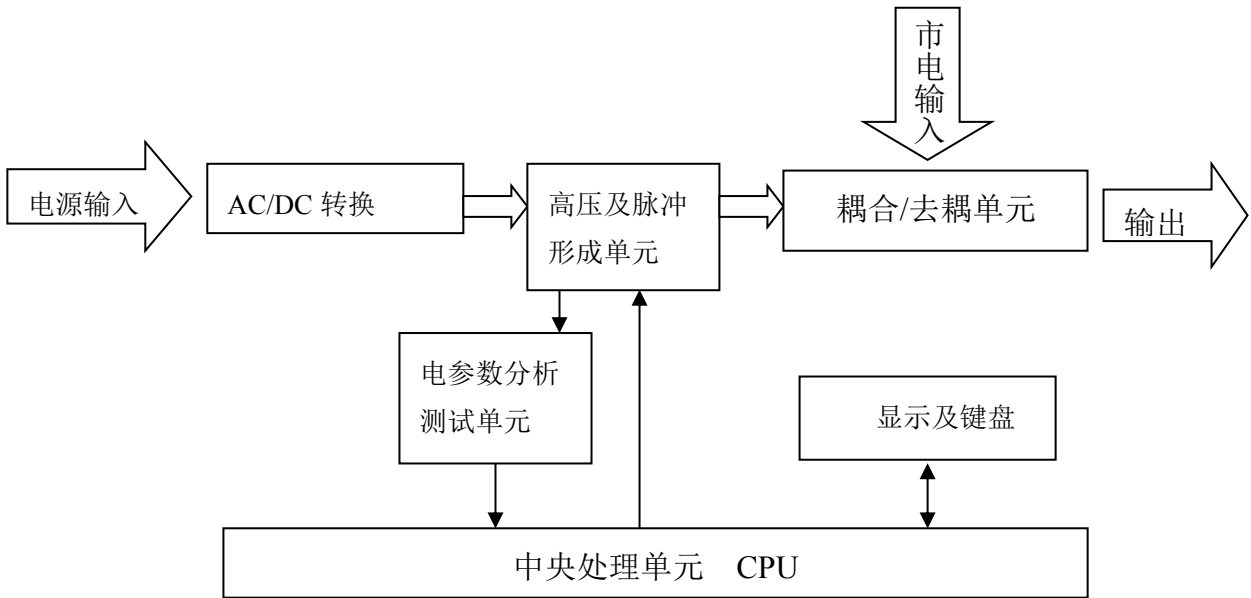 市电输入
电源输入
AC/DC 转换
高压及脉冲
形成单元
耦合/去耦单元
输出
电参数分析
测试单元
显示及键盘
中央处理单元 CPU